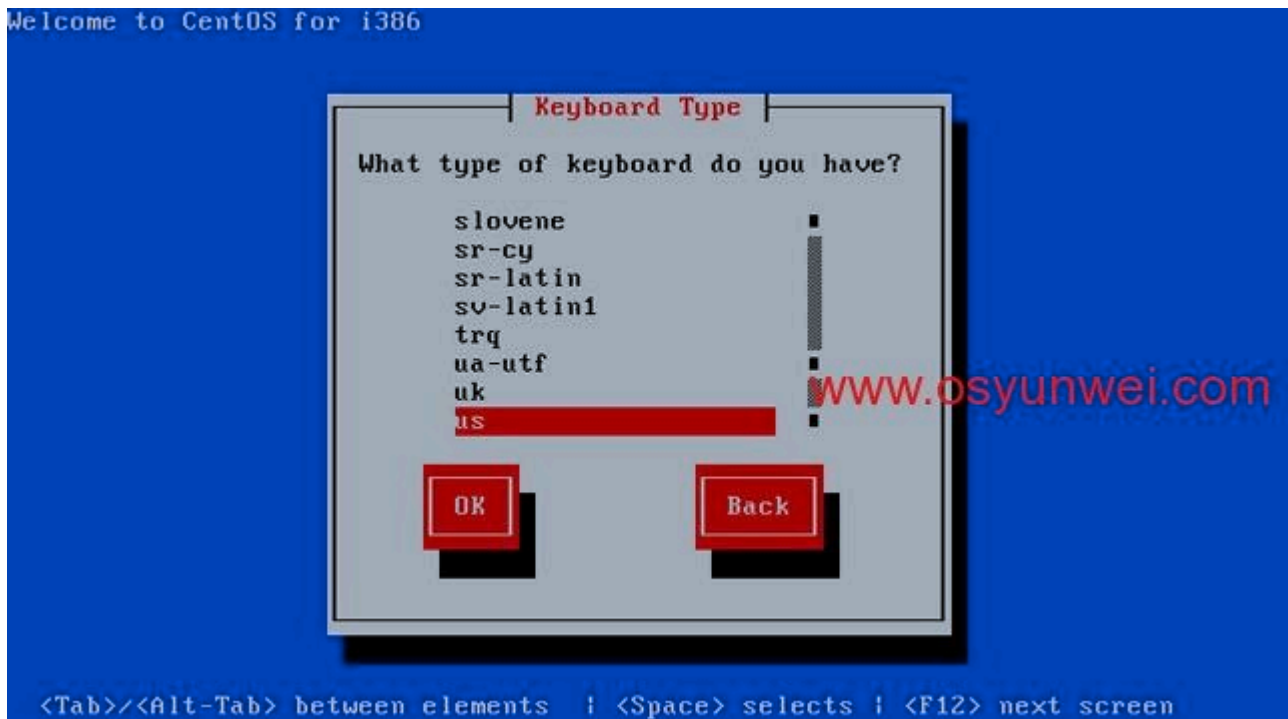 Welcome to CentOS for i386
Keyboard Type
What type of keyboard do you have?
slovene
sr-cy
sr-latin
sv-latin1
trq
ua-utf
uk
us
www.osyunwei.com
OK Back
<Tab>/<Alt-Tab> between elements | <Space> selects | <F12> next screen